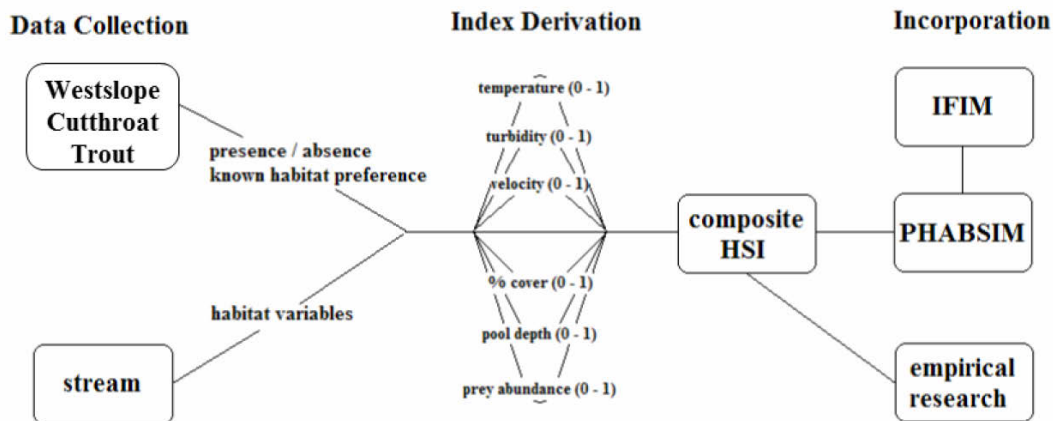 Data Collection
Index Derivation
Incorporation
Westslope
Cutthroat
Trout
presence / absence
known habitat preference
habitat variables
stream
temperature (0 - 1)
turbidity (0 - 1)
velocity (0 - 1)
% cover (0 - 1)
pool depth (0 - 1)
prey abundance (0 - 1)
composite
HSI
IFIM
PHABSIM
empirical
research